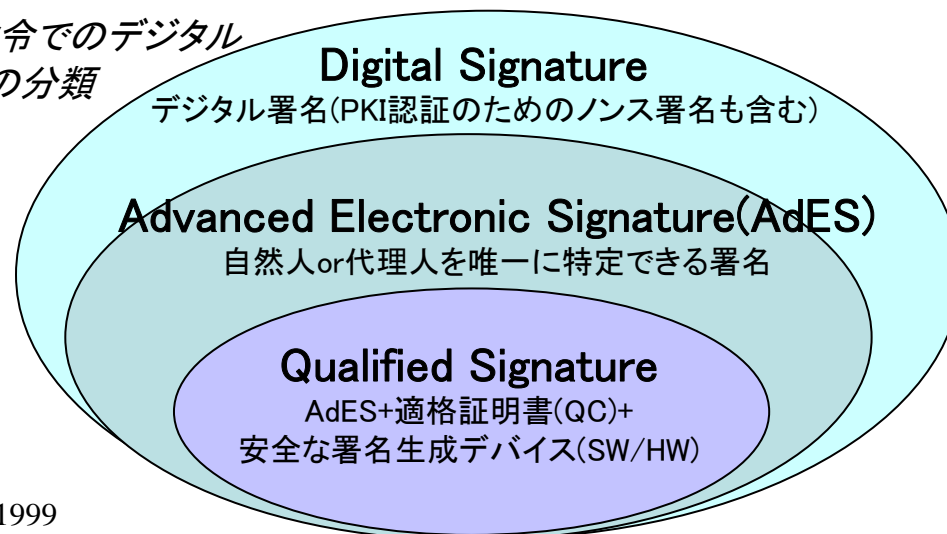 令でのデジタル
の分類
Digital Signature
デジタル署名(PKI認証のためのノンス署名も含む)
Advanced Electronic Signature(AdES)
自然人or代理人を唯一に特定できる署名
Qualified Signature
AdES+適格証明書(QC)+
安全な署名生成デバイス(SW/HW)
1999